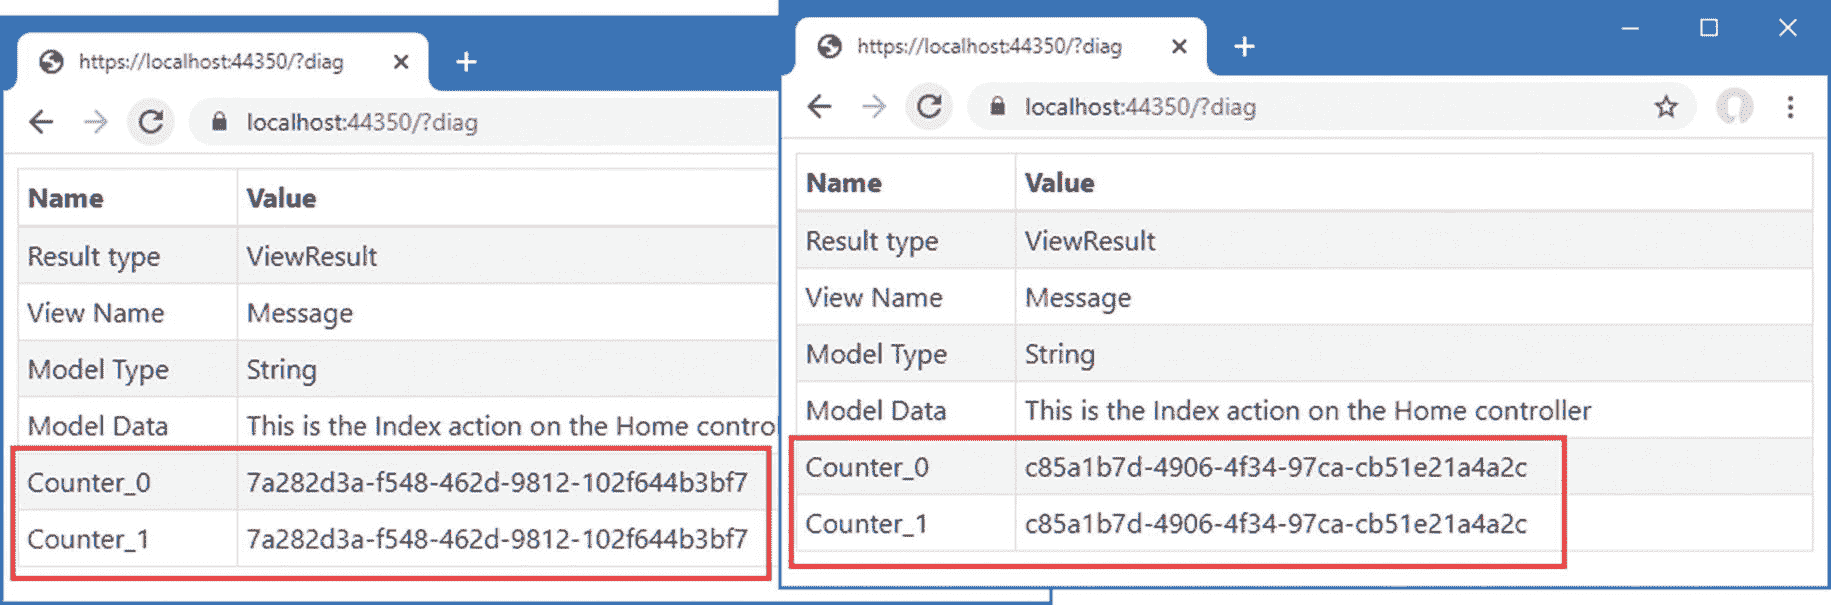 https://localhost:44350/?diag
localhost:44350/?diag
Name Value
Result type ViewResult
View Name Message
Model Type String
Model Data This is the Index action on the Home contro
Counter_0 7a282d3a-f548-462d-9812-102f644b3bf7
Counter_1 7a282d3a-f548-462d-9812-102f644b3bf7
https://localhost:44350/?diag
localhost:44350/?diag
Name Value
Result type ViewResult
View Name Message
Model Type String
Model Data This is the Index action on the Home controller
Counter_0 c85a1b7d-4906-4f34-97ca-cb51e21a4a2c
Counter_1 c85a1b7d-4906-4f34-97ca-cb51e21a4a2c